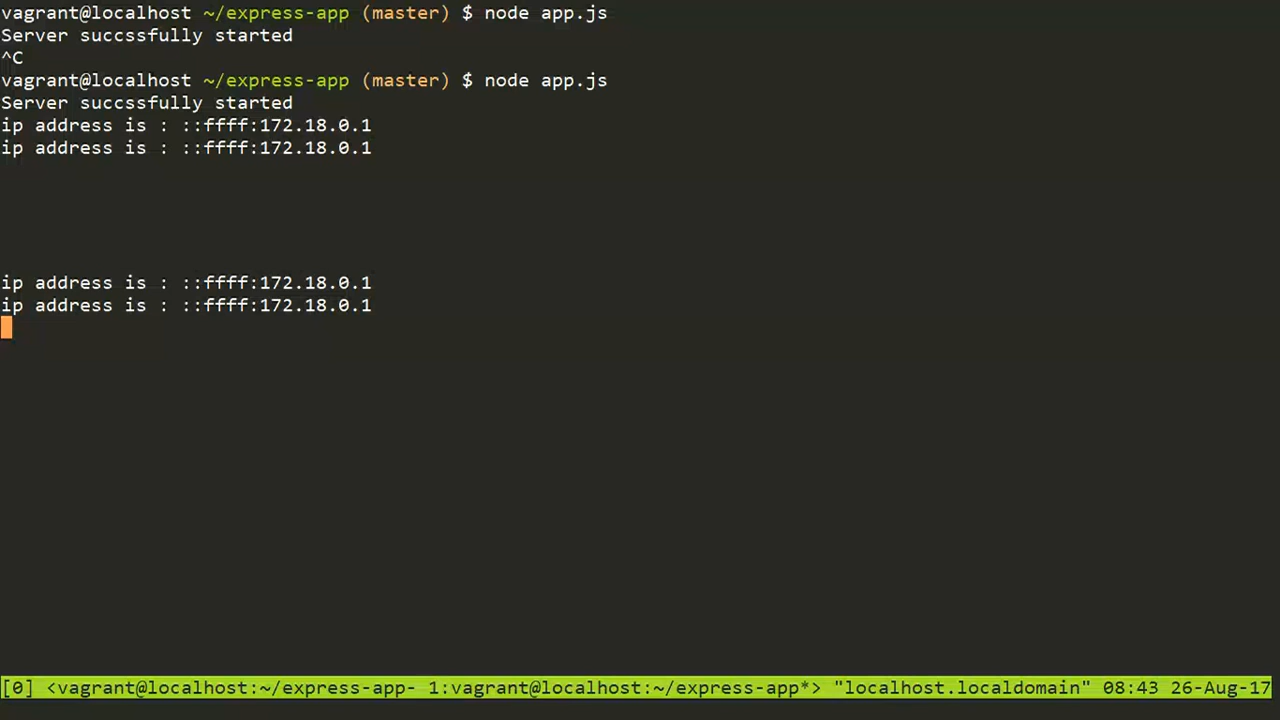 vagrant@localhost ~/express-app (master) $ node app.js
Server succssfully started
^C
vagrant@localhost ~/express-app (master) $ node app.js
Server succssfully started
ip address is : ::ffff:172.18.0.1
ip address is : ::ffff:172.18.0.1
ip address is : ::ffff:172.18.0.1
ip address is : ::ffff:172.18.0.1
[0] <vagrant@localhost:~/express-app- 1:vagrant@localhost:~/express-app*> "localhost.localdomain" 08:43 26-Aug-17